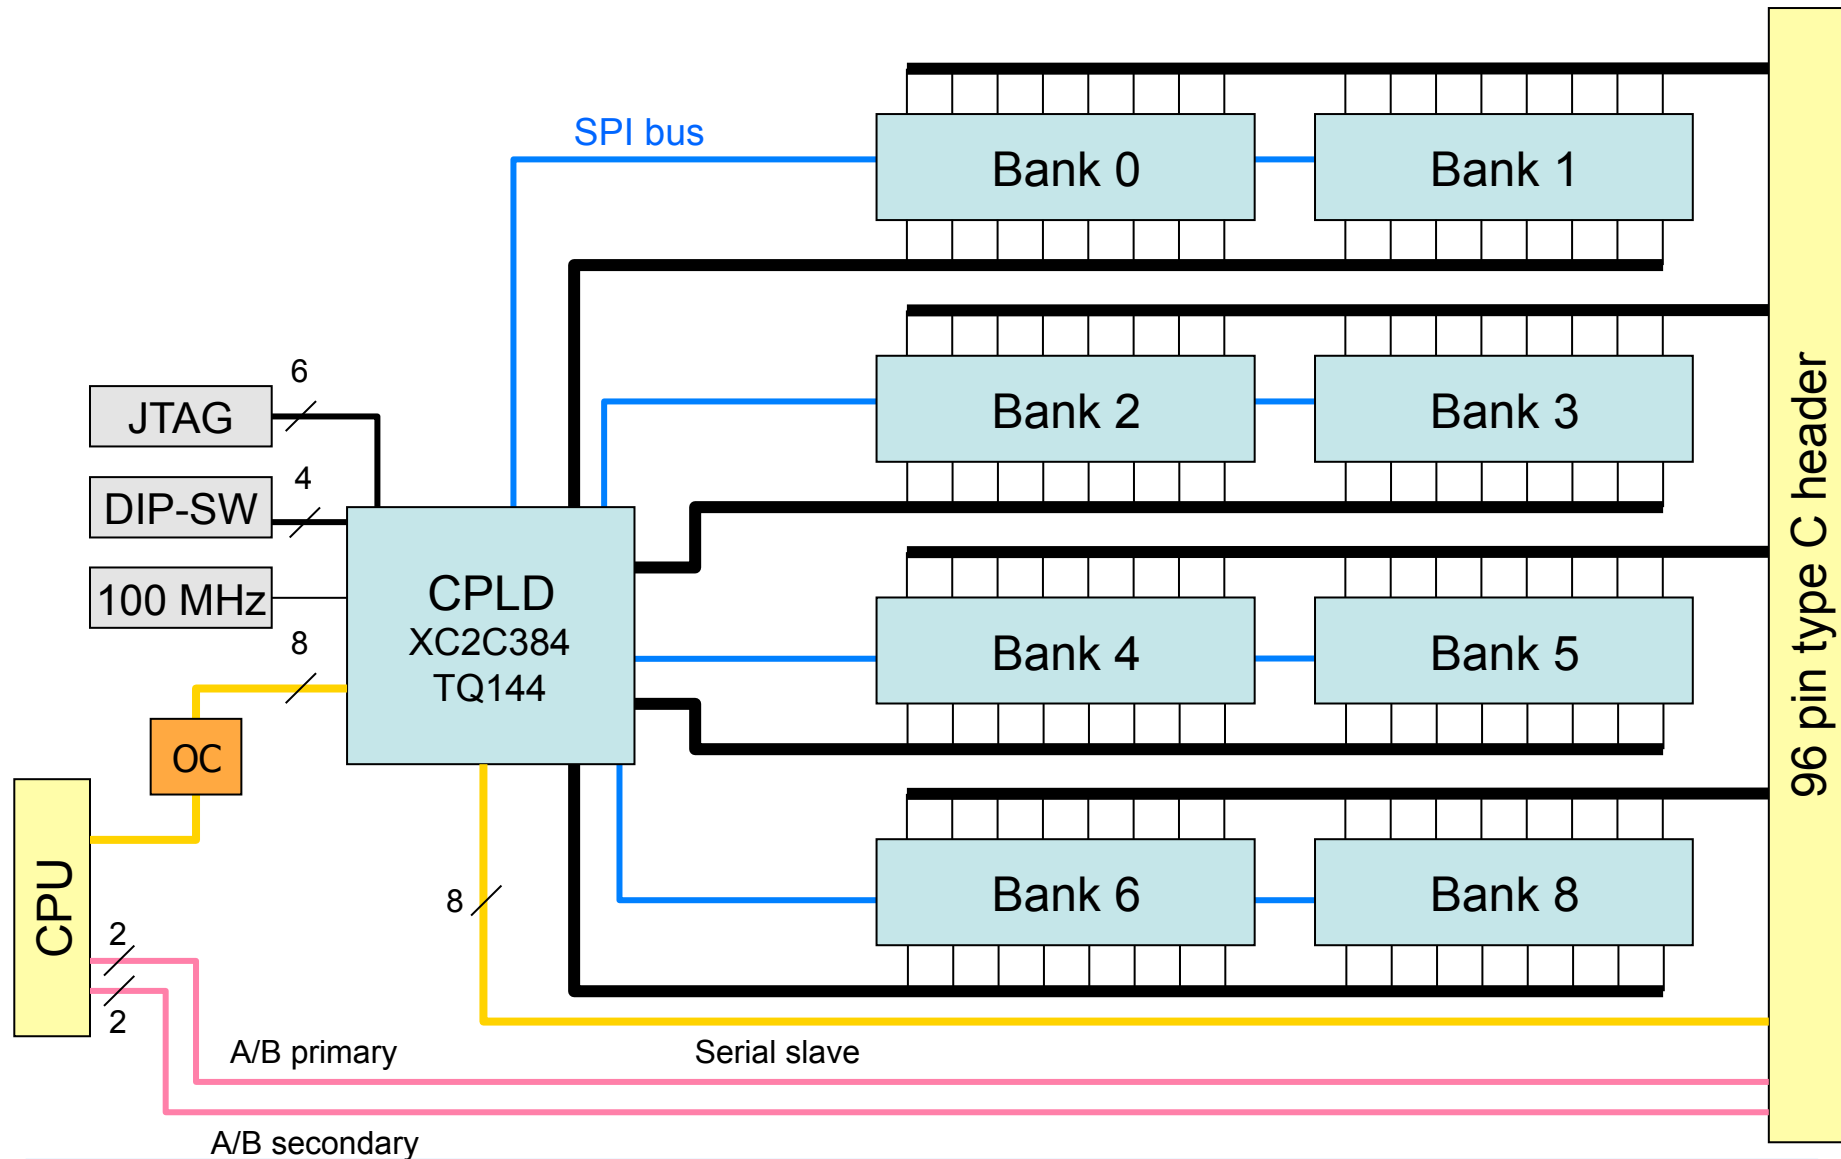 SPI bus
Bank 0
Bank 1
6
JTAG
Bank 2
Bank 3
4
DIP-SW
100 MHz
CPLD
XC2C384
TQ144
8
Bank 4
Bank 5
OC
96 pin type C header
CPU
8
Bank 6
Bank 8
2
2
A/B primary
Serial slave
A/B secondary